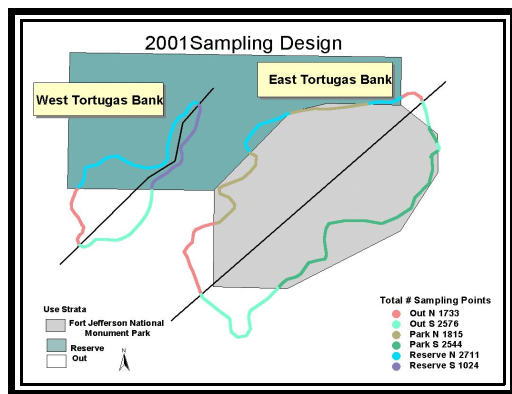 2001Sampling Design
East Tortugas Bank
West Tortugas Bank
Use Strata
Fort Jefferson National
Monument Park
Reserve
Out
N
Total # Sampling Points
Out N 1733
Out S 2576
Park N 1815
Park S 2544
Reserve N 2711
Reserve S 1024